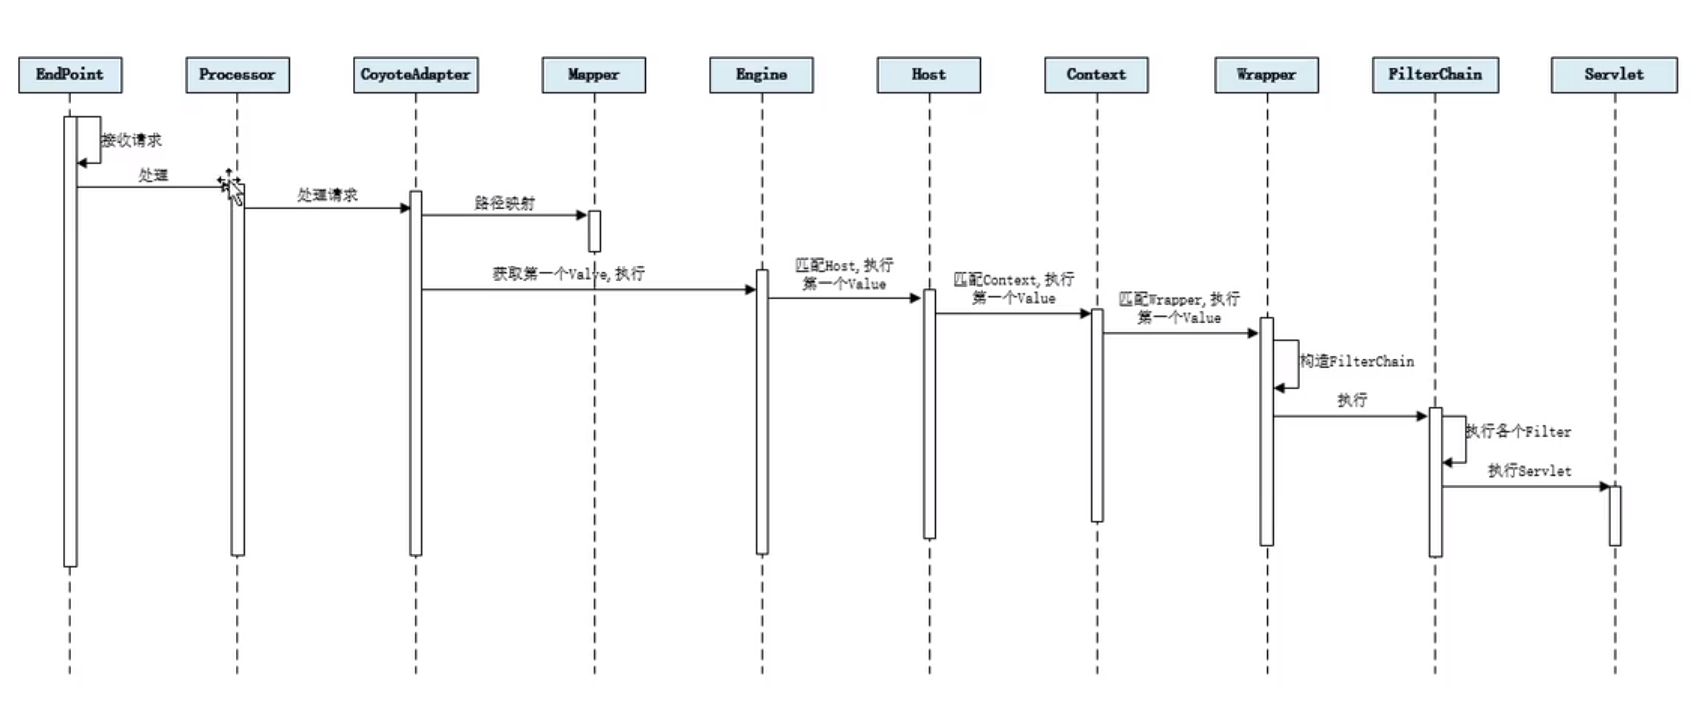 EndPoint
Processor
CoyoteAdapter
Mapper
Engine
Host
Context
Wrapper
FilterChain
Servlet
接收请求
处理
处理请求
路径映射
获取第一个Valve,执行
匹配Host,执行
第一个Value
匹配Context,执行
第一个Value
匹配Wrapper,执行
第一个Value
构造FilterChain
执行
执行各个Filter
执行Servlet